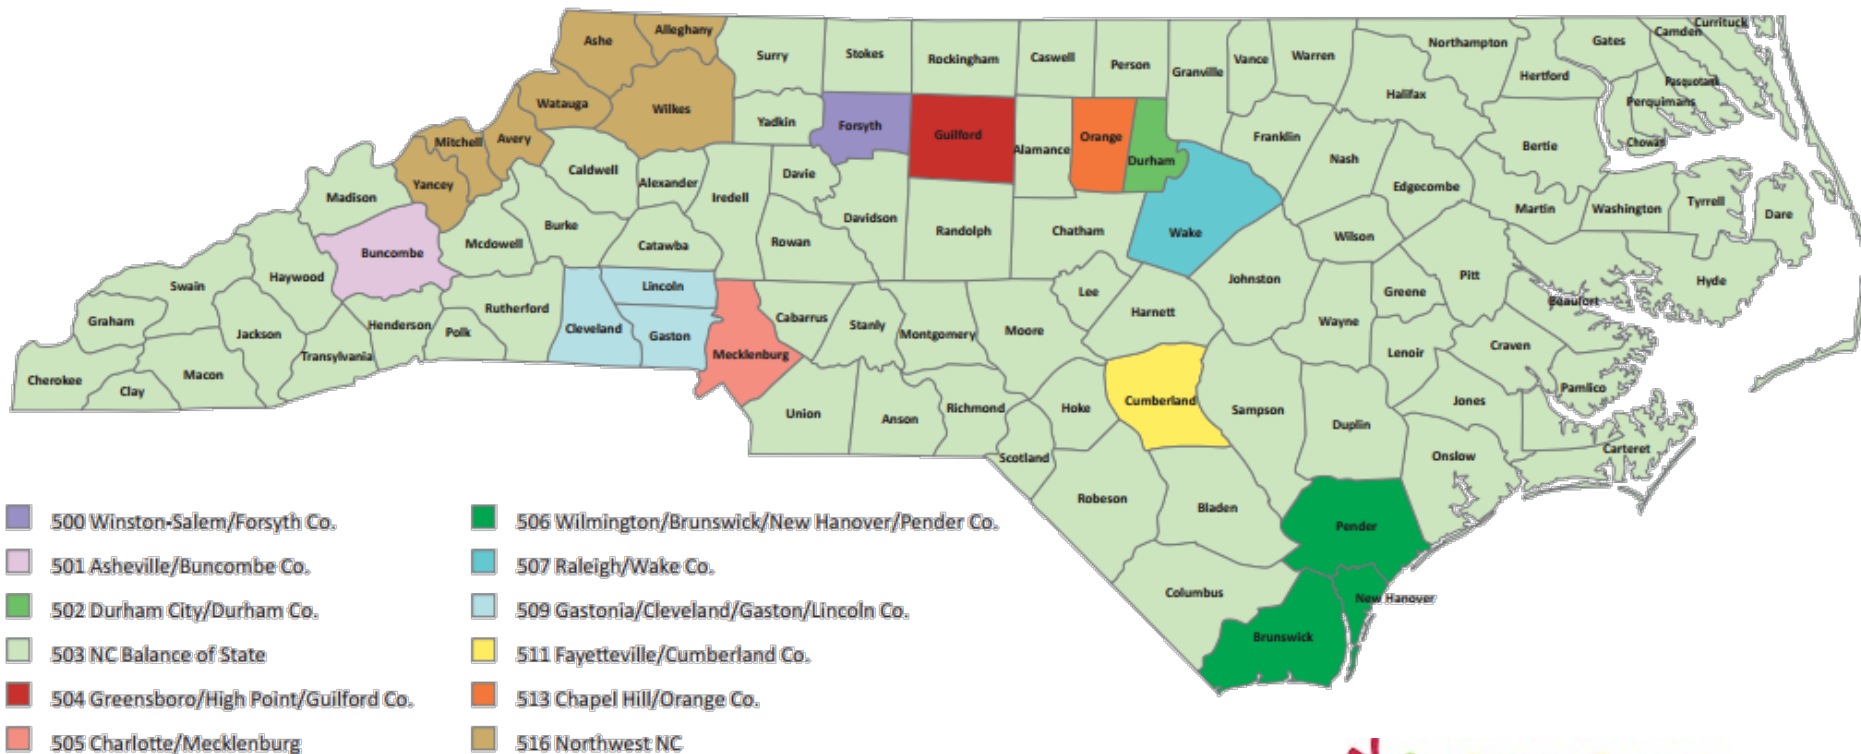 Ashe
Alleghany
Surry
Stokes
Rockingham
Caswell
Person
Granville
Vance
Warren
Northampton
Gates
Camden
Currituck
Hertford
Pasquotank
Perquimans
Halifax
Watauga
Wilkes
Yadkin
Forsyth
Guilford
Alamance
Orange
Durham
Franklin
Nash
Bertie
Chowan
Mitchell
Avery
Yancey
Caldwell
Alexander
Iredell
Davie
Madison
Burke
Davidson
Randolph
Chatham
Wake
Edgecombe
Martin
Washington
Tyrrell
Dare
Buncombe
Mcdowell
Catawba
Rowan
Wilson
Swain
Haywood
Lincoln
Lee
Johnston
Greene
Pitt
Beaufort
Hyde
Graham
Jackson
Henderson
Polk
Rutherford
Cleveland
Gaston
Cabarrus
Stanly
Montgomery
Moore
Harnett
Wayne
Lenoir
Craven
Transylvania
Mecklenburg
Cherokee
Clay
Macon
Union
Anson
Richmond
Hoke
Cumberland
Sampson
Duplin
Jones
Pamlico
Scotland
Onslow
Carteret
Robeson
Bladen
Pender
Columbus
New Hanover
Brunswick
500 Winston-Salem/Forsyth Co.
501 Asheville/Buncombe Co.
502 Durham City/Durham Co.
503 NC Balance of State
504 Greensboro/High Point/Guilford Co.
505 Charlotte/Mecklenburg
506 Wilmington/Brunswick/New Hanover/Pender Co.
507 Raleigh/Wake Co.
509 Gastonia/Cleveland/Gaston/Lincoln Co.
511 Fayetteville/Cumberland Co.
513 Chapel Hill/Orange Co.
516 Northwest NC